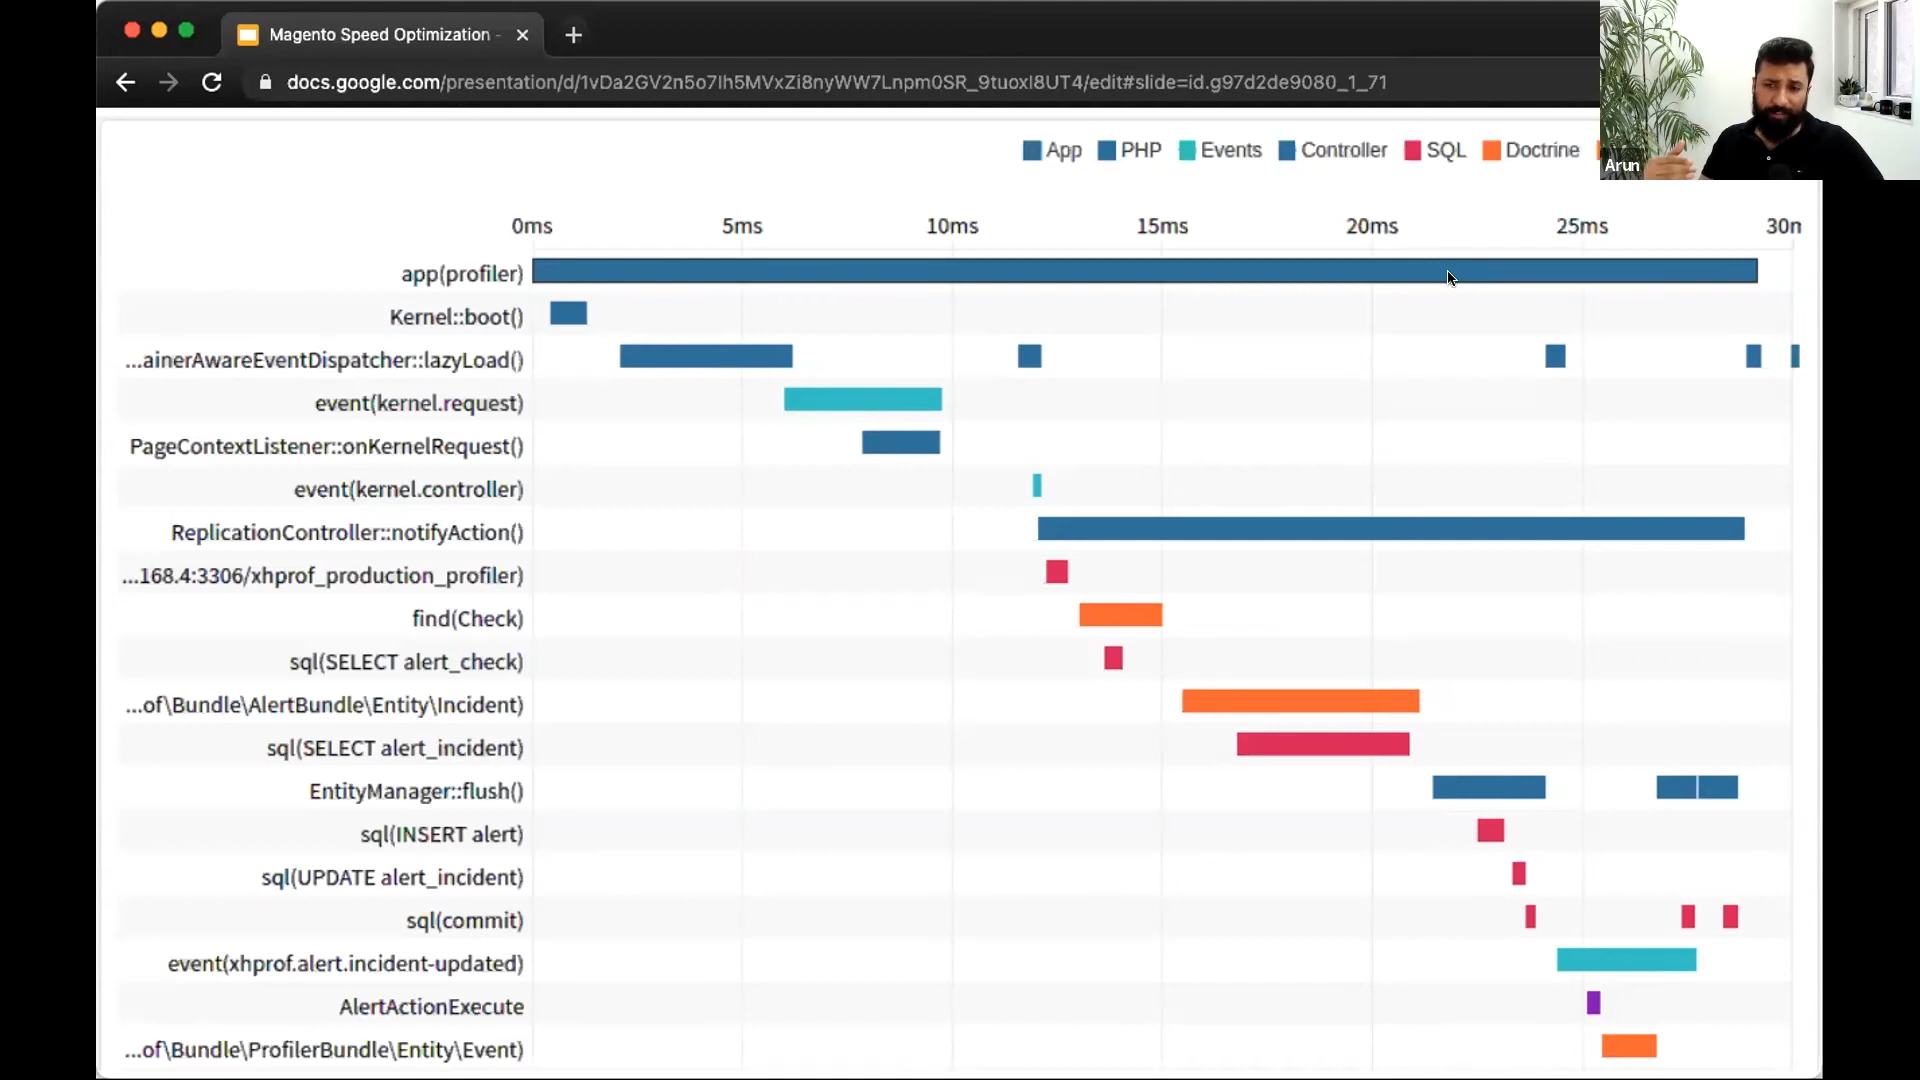 Magento Speed Optimization -
docs.google.com/presentation/d/1vDa2GV2n5o7lh5MVxZi8nyWW7Lnpm0SR_9tuoxl8UT4/edit#slide=id.g97d2de9080_1_71
Arun
App PHP Events Controller SQL Doctrine
0ms 5ms 10ms 15ms 20ms 25ms 30m
app(profiler)
Kernel::boot()
...ainerAwareEventDispatcher::lazyLoad()
event(kernel.request)
PageContextListener::onKernelRequest()
event(kernel.controller)
ReplicationController::notifyAction()
...168.4:3306/xhprof_production_profiler)
find(Check)
sql(SELECT alert_check)
...of\Bundle\AlertBundle\Entity\Incident)
sql(SELECT alert_incident)
EntityManager::flush()
sql(INSERT alert)
sql(UPDATE alert_incident)
sql(commit)
event(xhprof.alert.incident-updated)
AlertActionExecute
...of\Bundle\ProfilerBundle\Entity\Event)